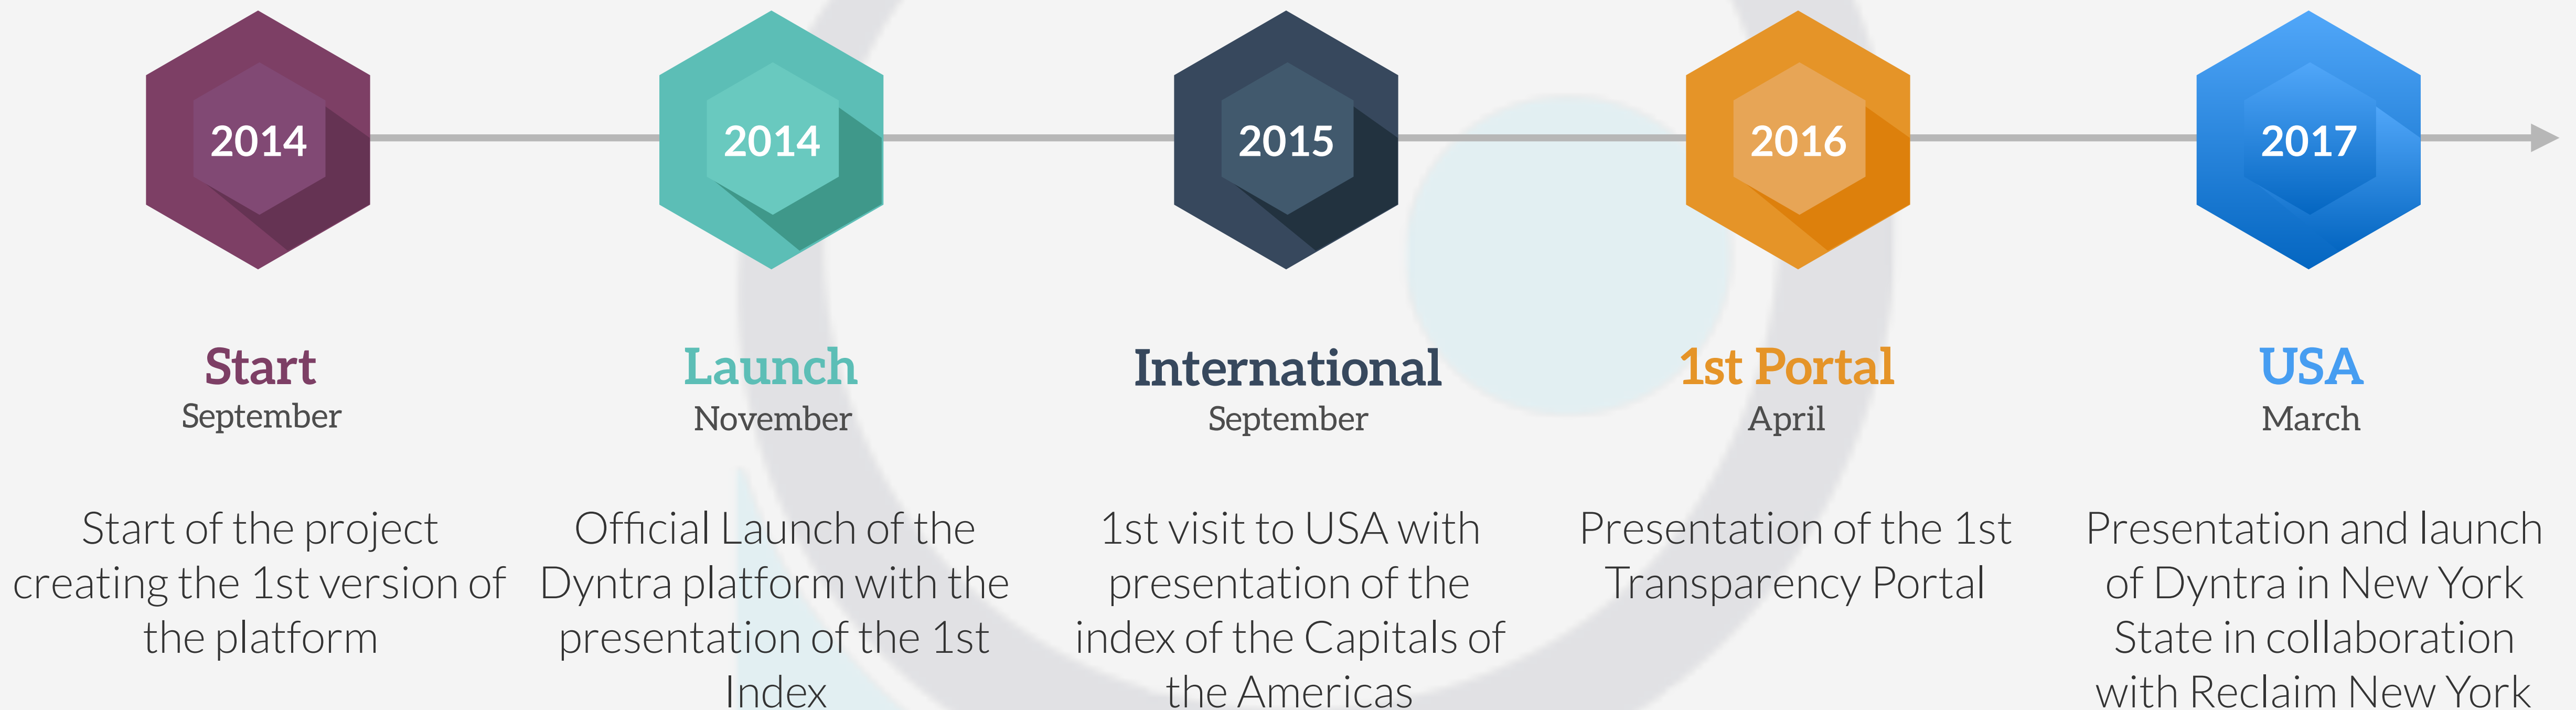 2014
Start
September
Start of the project
creating the 1st version of
the platform
2014
Launch
November
Official Launch of the
Dyntra platform with the
presentation of the 1st
Index
2015
International
September
1st visit to USA with
presentation of the
index of the Capitals of
the Americas
2016
1st Portal
April
Presentation of the 1st
Transparency Portal
2017
USA
March
Presentation and launch
of Dyntra in New York
State in collaboration
with Reclaim New York